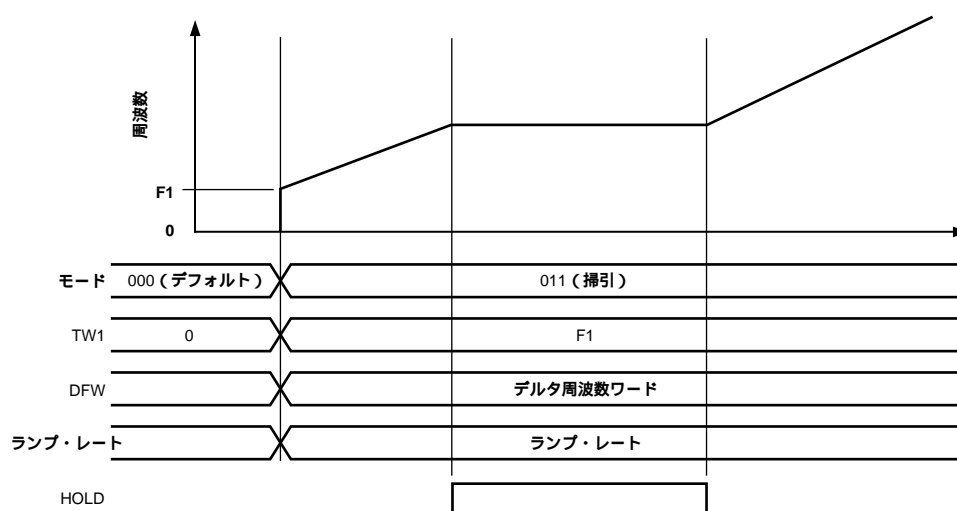 周波数
F1
0
モード 000（デフォルト） 011（掃引）
TW1 0 F1
DFW デルタ周波数ワード
ランプ・レート ランプ・レート
HOLD